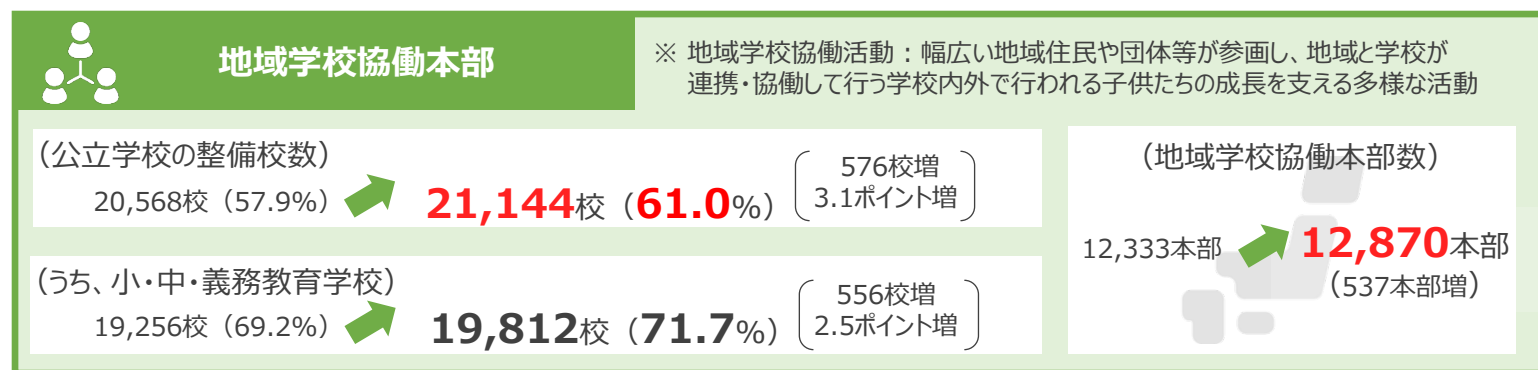 地域学校協働本部
※ 地域学校協働活動：幅広い地域住民や団体等が参画し、地域と学校が
連携・協働して行う学校内外で行われる子供たちの成長を支える多様な活動
（公立学校の整備校数）
20,568校（57.9%） 21,144校（61.0%）
576校増
3.1ポイント増
（うち、小・中・義務教育学校）
19,256校（69.2%） 19,812校（71.7%）
556校増
2.5ポイント増
（地域学校協働本部数）
12,333本部 12,870本部
（537本部増）